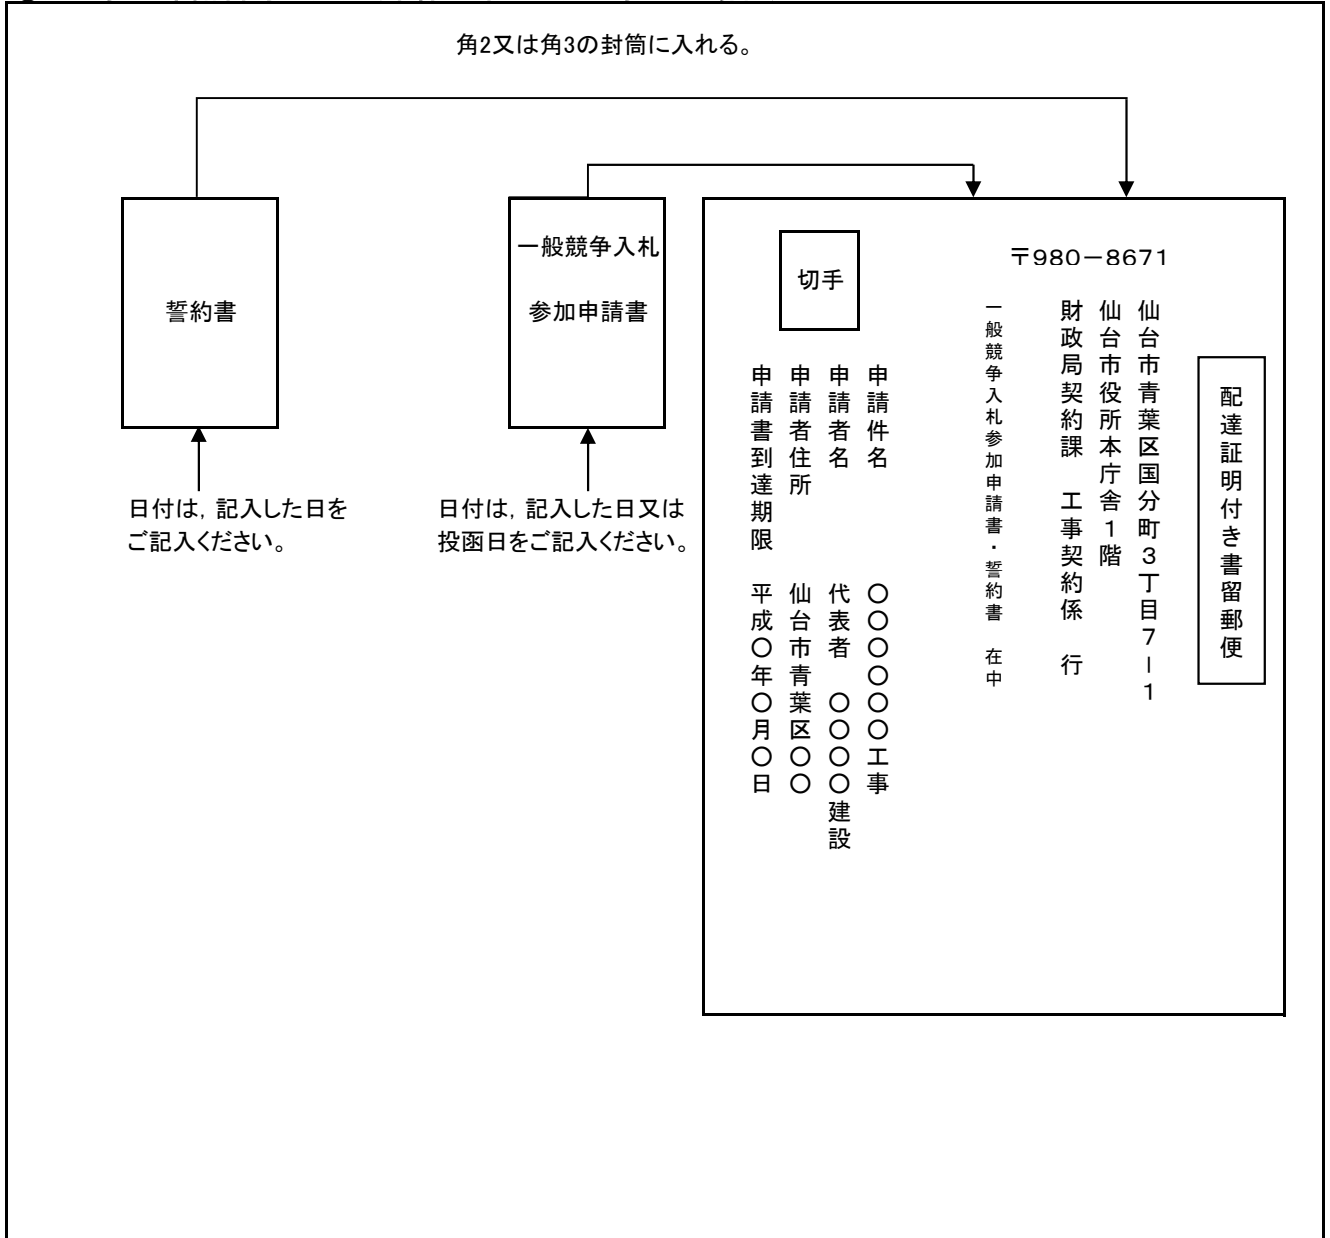 角2又は角3の封筒に入れる。
誓約書
一般競争入札
参加申請書
日付は,記入した日を
ご記入ください。
日付は,記入した日又は
投函日をご記入ください。
切手
〒980-8671
配達証明付き書留郵便
仙台市青葉区国分町3丁目7-1
仙台市役所本庁舎1階
財政局契約課 工事契約係 行
一般競争入札参加申請書・誓約書 在中
申請件名 〇〇〇〇〇〇工事
申請者名 代表者 〇〇〇〇建設
申請者住所 仙台市青葉区〇〇
申請書到達期限 平成〇年〇月〇日